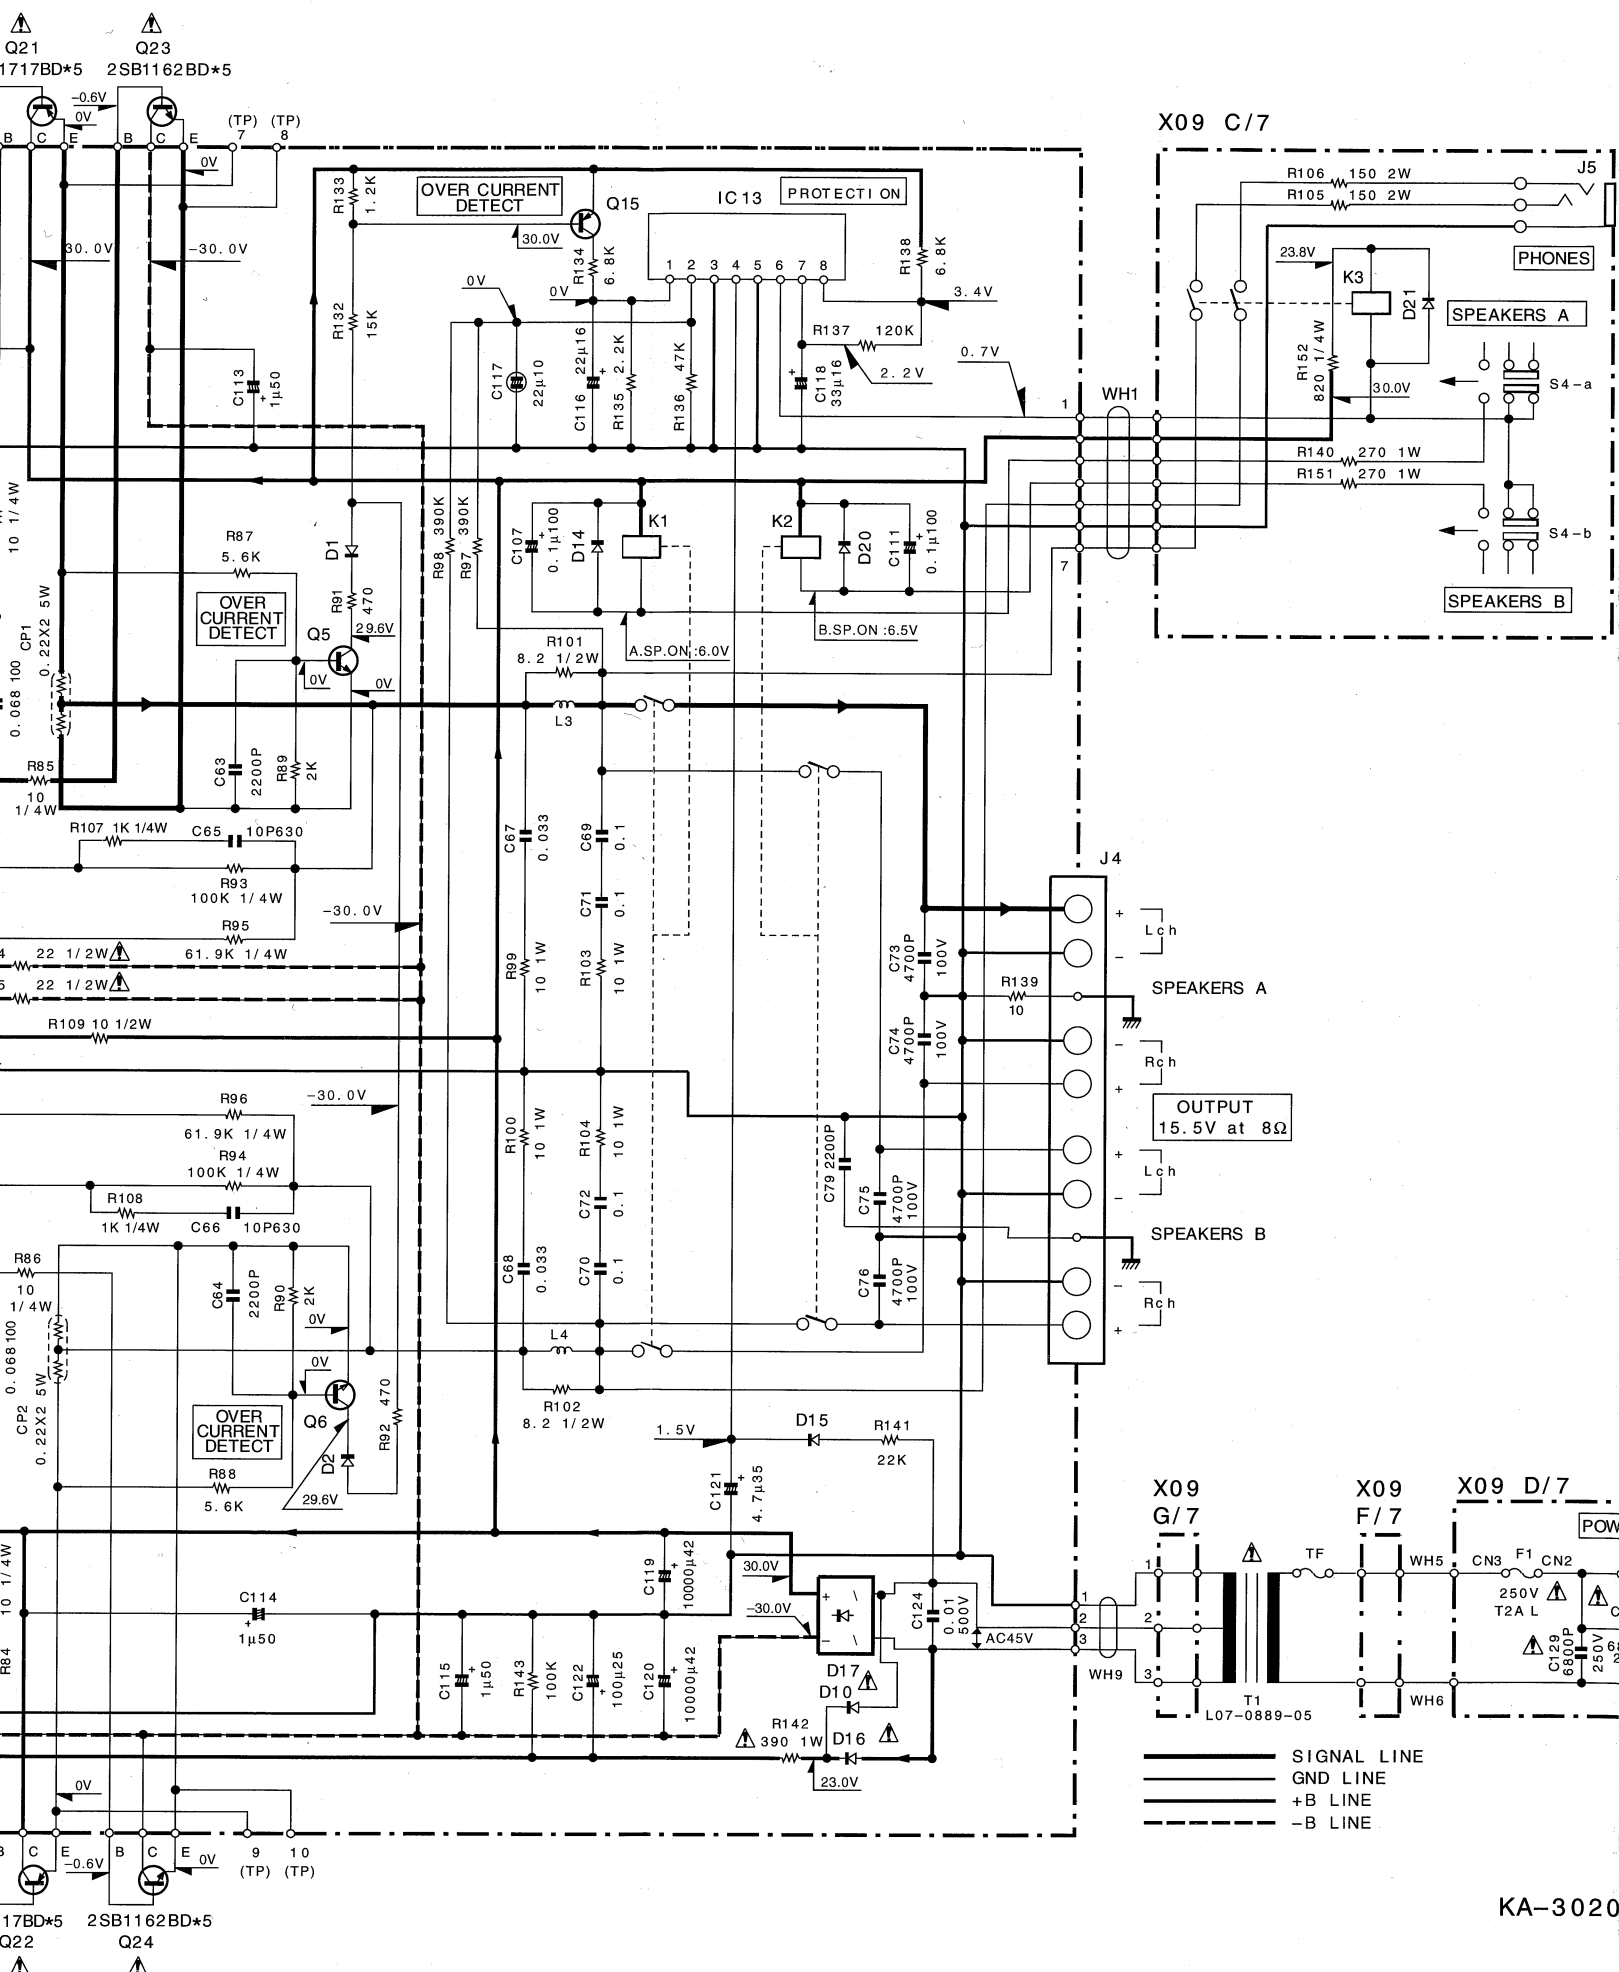 Q21
1717BD*5
Q23
2SB1162BD*5
-0.6V
0V
B C E
B C E
(TP)
7
(TP)
8
0V
30.0V
-30.0V
R133
1.2K
OVER CURRENT
DETECT
Q15
30.0V
IC13
PROTECTION
1 2 3 4 5 6 7 8
R134
6.8K
R138
6.8K
0V
0V
3.4V
R132
15K
R137 120K
2.2V
0.7V
C113
1µ50
C117
22µ10
C116 22µ16
R135 2.2K
R136 47K
C118
33µ16
1
WH1
7
X09 C/7
R106 150 2W
R105 150 2W
J5
PHONES
23.8V
K3
D21
SPEAKERS A
R152
820 1/4W
30.0V
S4-a
R140 270 1W
R151 270 1W
S4-b
SPEAKERS B
10 1/4W
R87
5.6K
OVER
CURRENT
DETECT
D1
R91
470
Q5
29.6V
0V
0V
R98 390K
R97 390K
C107
0.1µ100
D14
K1
K2
D20
C111
0.1µ100
A.SP.ON :6.0V
B.SP.ON :6.5V
R101
8.2 1/2W
L3
CP1
0.22X2 5W
0.068 100
R85
10
1/4W
C63
2200P
R89
2K
R107 1K 1/4W
C65 10P630
R93
100K 1/4W
R95
61.9K 1/4W
-30.0V
4 22 1/2W
5 22 1/2W
R109 10 1/2W
C67
0.033
C69
0.1
C71
0.1
R99
10 1W
R103
10 1W
C73
4700P
100V
R139
10
C74
4700P
100V
J4
+
Lch
-
SPEAKERS A
-
Rch
+
OUTPUT
15.5V at 8Ω
+
Lch
-
SPEAKERS B
-
Rch
+
-30.0V
R96
61.9K 1/4W
R94
100K 1/4W
R108
1K 1/4W
C66 10P630
R100
10 1W
R104
10 1W
C72
0.1
C68
0.033
C70
0.1
C79 2200P
C75
4700P
100V
C76
4700P
100V
R86
10
1/4W
C64
2200P
R90
2K
0V
0V
0.068100
CP2
0.22X2 5W
OVER
CURRENT
DETECT
Q6
D2
R92 470
29.6V
R88
5.6K
L4
R102
8.2 1/2W
1.5V
D15
R141
22K
C121
4.7µ35
10 1/4W
R84
C114
1µ50
C119
10000µ42
30.0V
-30.0V
C115
1µ50
R143
100K
C122
100µ25
C120
10000µ42
D17
D10
R142
390 1W
D16
23.0V
C124
0.01
500V
AC45V
1
2
3
WH9
X09
G/7
1
2
3
T1
L07-0889-05
TF
X09
F/7
WH5
WH6
X09 D/7
POW
CN3 F1 CN2
250V
T2A L
C129
6800P
250V
SIGNAL LINE
GND LINE
+B LINE
-B LINE
0V
B C E
-0.6V
B C E
0V
9
(TP)
10
(TP)
17BD*5
Q22
2SB1162BD*5
Q24
KA-3020